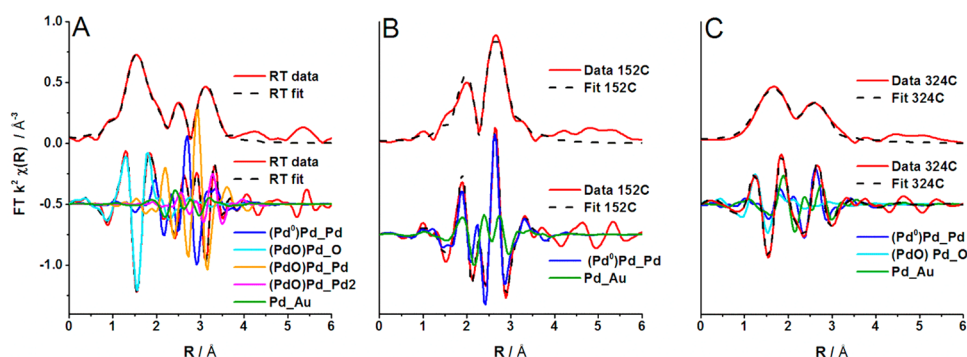 A
B
C
FT k² χ(R) / Å⁻³
1.0
0.5
0.0
-0.5
-1.0
RT data
RT fit
RT data
RT fit
(Pd⁰)Pd_Pd
(PdO)Pd_O
(PdO)Pd_Pd
(PdO)Pd_Pd2
Pd_Au
0 1 2 3 4 5 6
R / Å
Data 152C
Fit 152C
Data 152C
Fit 152C
(Pd⁰)Pd_Pd
Pd_Au
0 1 2 3 4 5 6
R / Å
Data 324C
Fit 324C
Data 324C
Fit 324C
(Pd⁰)Pd_Pd
(PdO) Pd_O
Pd_Au
0 1 2 3 4 5 6
R / Å